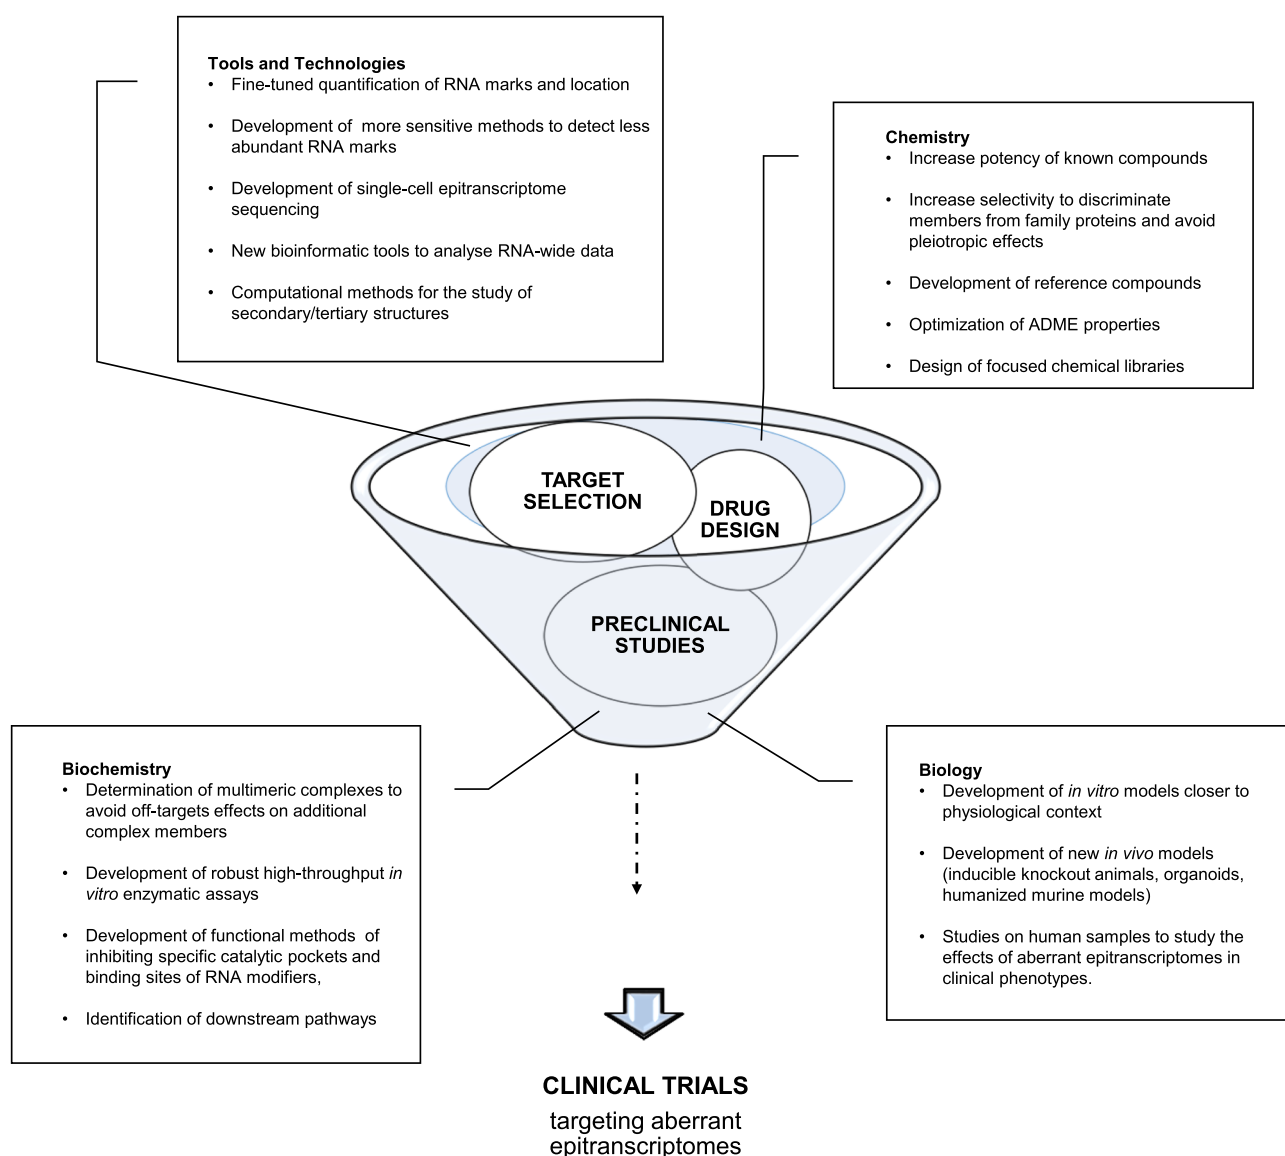 Tools and Technologies
• Fine-tuned quantification of RNA marks and location
• Development of more sensitive methods to detect less
abundant RNA marks
• Development of single-cell epitranscriptome
sequencing
• New bioinformatic tools to analyse RNA-wide data
• Computational methods for the study of
secondary/tertiary structures
Chemistry
• Increase potency of known compounds
• Increase selectivity to discriminate
members from family proteins and avoid
pleiotropic effects
• Development of reference compounds
• Optimization of ADME properties
• Design of focused chemical libraries
TARGET
SELECTION
DRUG
DESIGN
PRECLINICAL
STUDIES
Biochemistry
• Determination of multimeric complexes to
avoid off-targets effects on additional
complex members
• Development of robust high-throughput in
vitro enzymatic assays
• Development of functional methods of
inhibiting specific catalytic pockets and
binding sites of RNA modifiers,
• Identification of downstream pathways
Biology
• Development of in vitro models closer to
physiological context
• Development of new in vivo models
(inducible knockout animals, organoids,
humanized murine models)
• Studies on human samples to study the
effects of aberrant epitranscriptomes in
clinical phenotypes.
CLINICAL TRIALS
targeting aberrant
epitranscriptomes